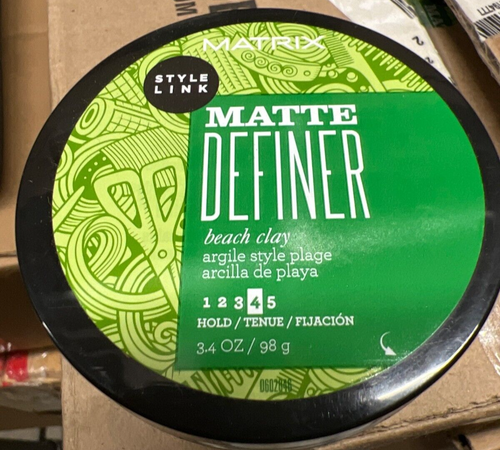 MATRIX
STYLE
LINK
MATTE
DEFINER
beach clay
argile style plage
arcilla de playa
1 2 3 4 5
HOLD / TENUE / FIJACIÓN
3.4 OZ / 98 g